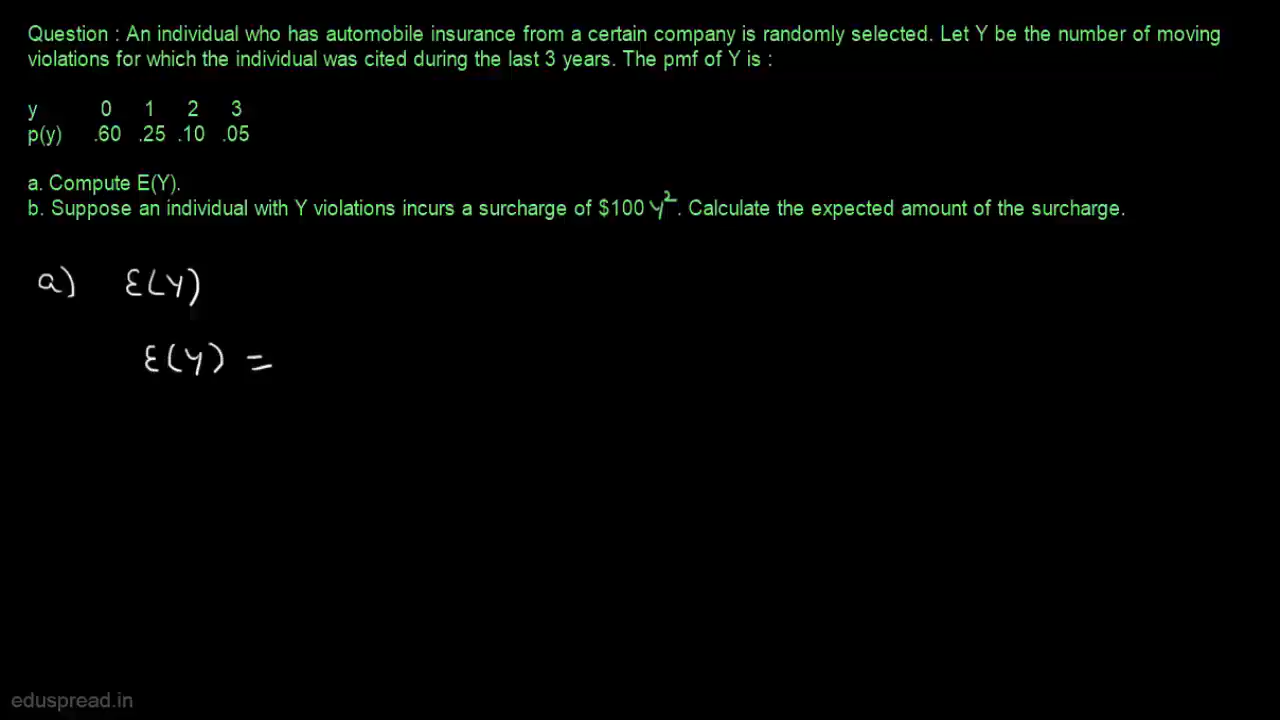 Question : An individual who has automobile insurance from a certain company is randomly selected. Let Y be the number of moving
violations for which the individual was cited during the last 3 years. The pmf of Y is :
y 0 1 2 3
p(y) .60 .25 .10 .05
a. Compute E(Y).
b. Suppose an individual with Y violations incurs a surcharge of $100 Y². Calculate the expected amount of the surcharge.
a) E(Y)
E(Y) =
eduspread.in